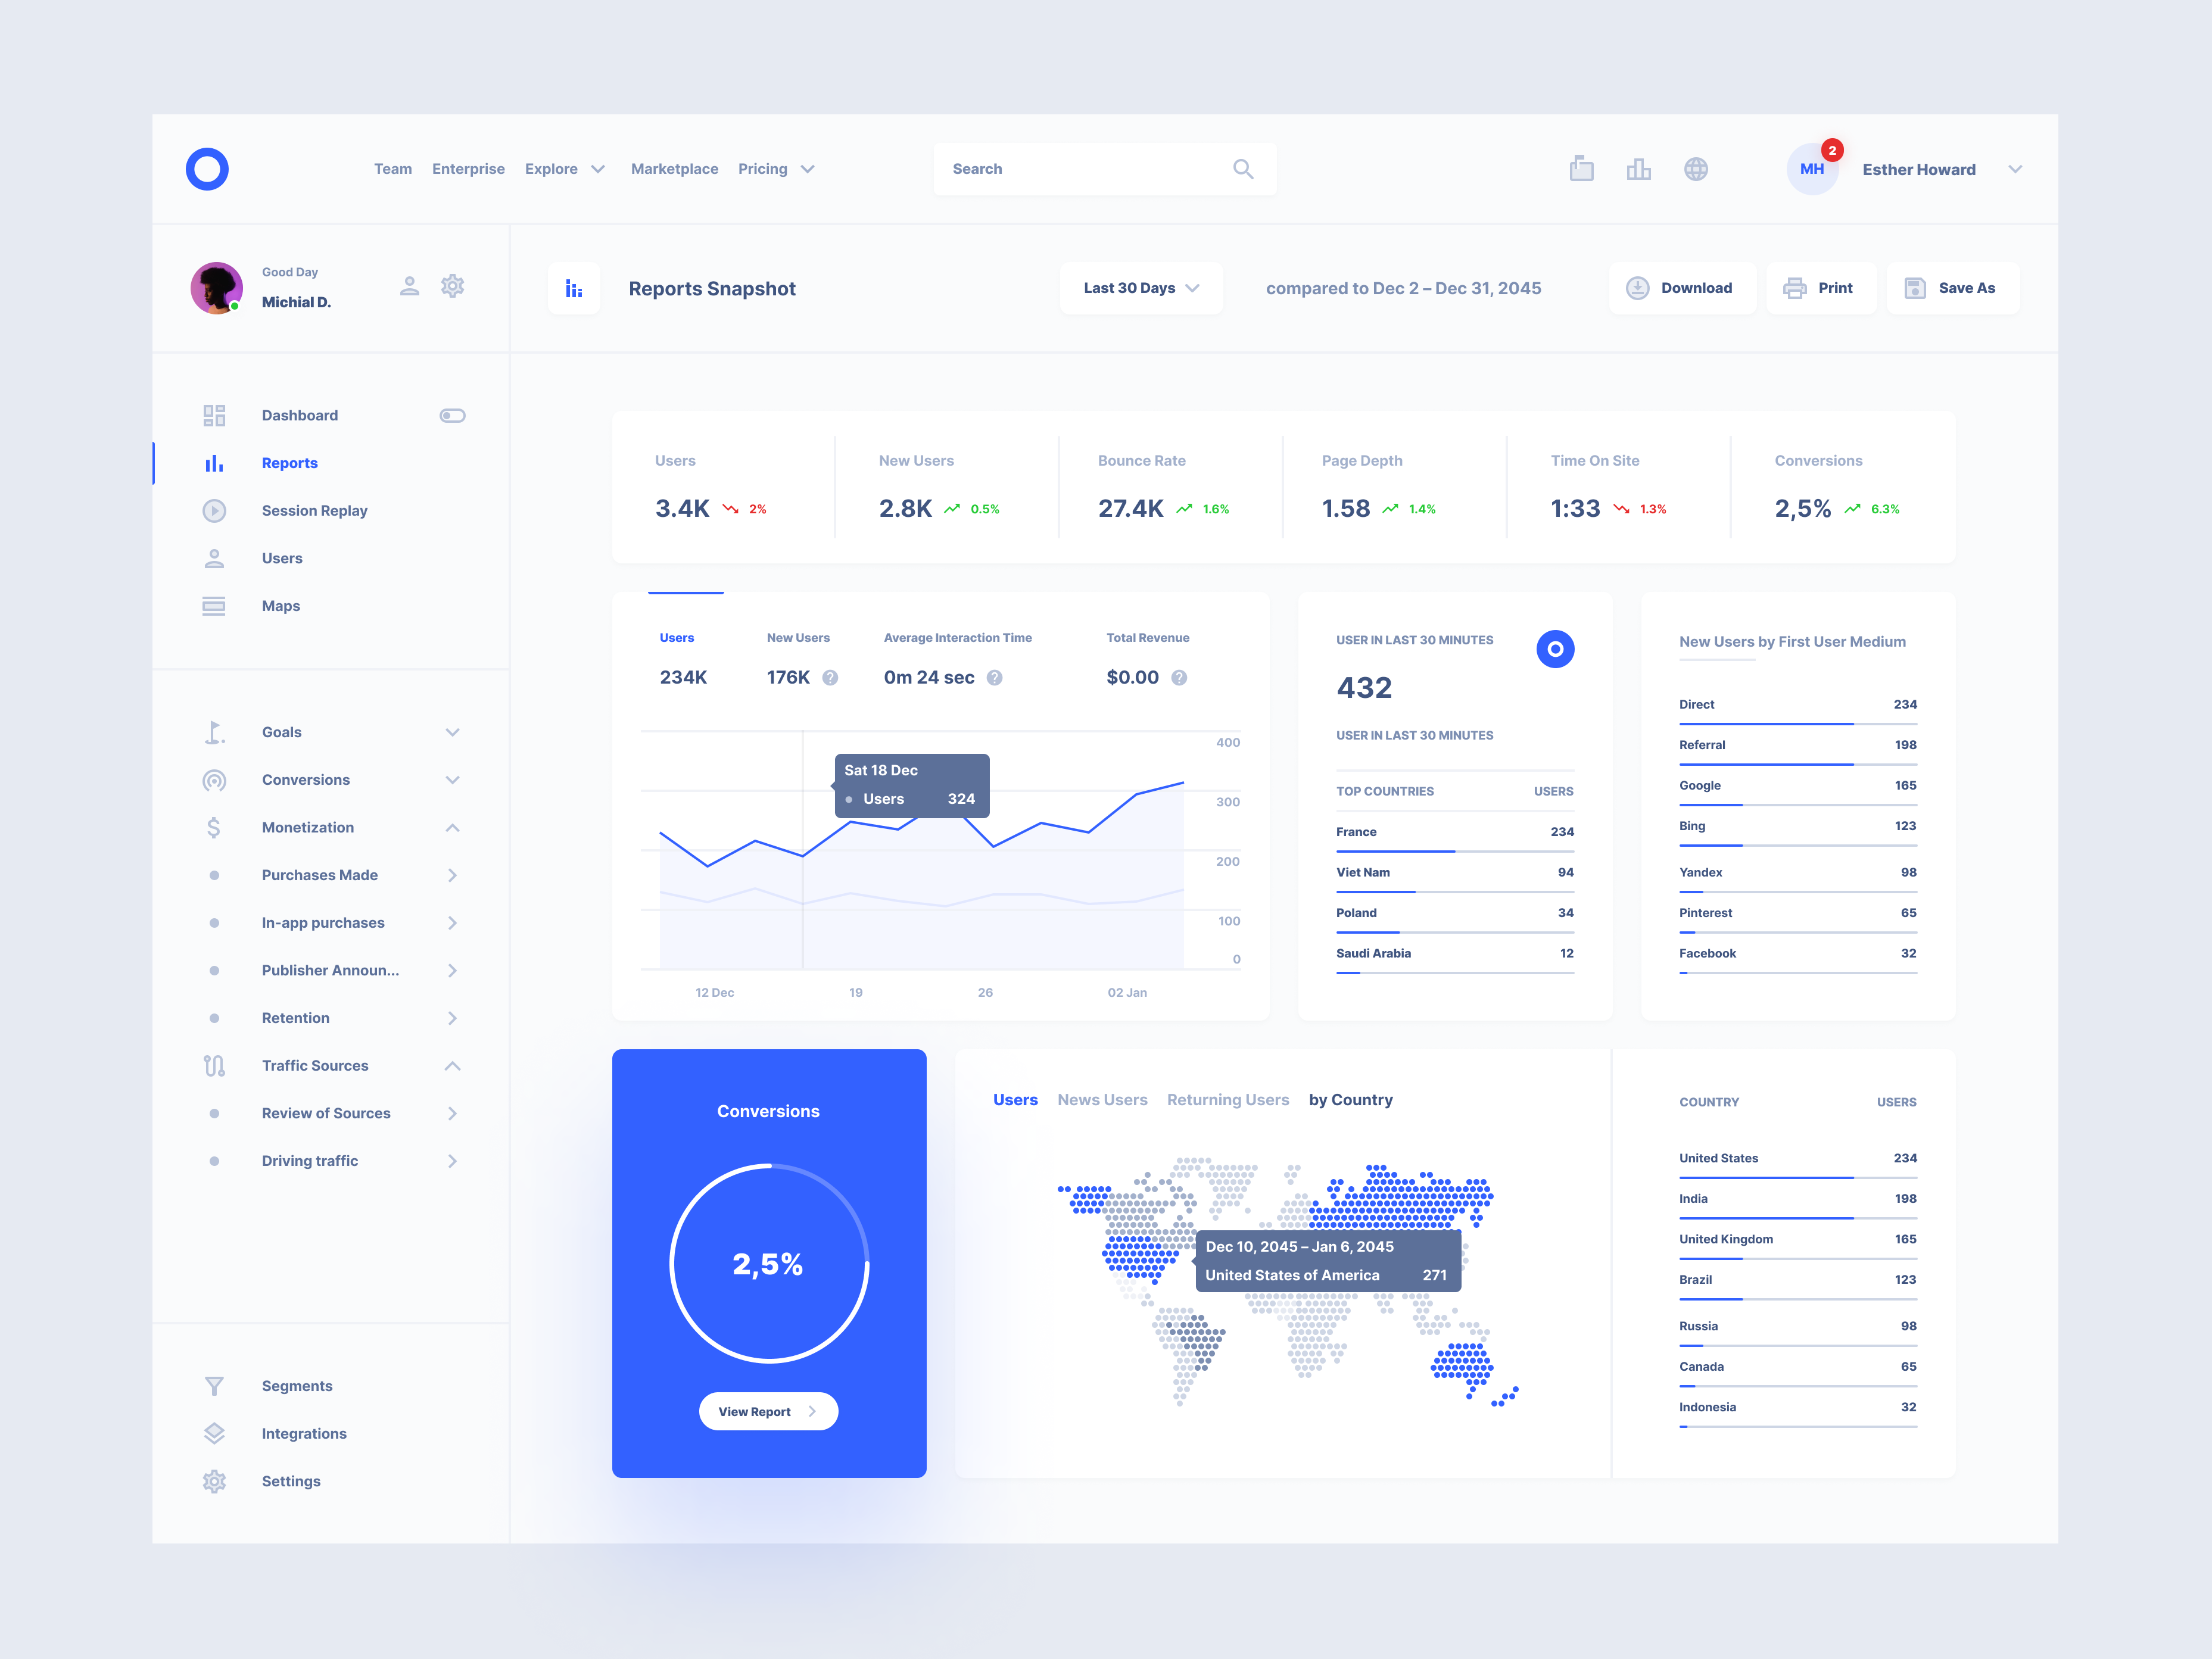 Team Enterprise Explore Marketplace Pricing
Search
2
MH
Esther Howard
Good Day
Michial D.
Reports Snapshot
Last 30 Days
compared to Dec 2 – Dec 31, 2045
Download
Print
Save As
Dashboard
Reports
Session Replay
Users
Maps
Goals
Conversions
Monetization
Purchases Made
In-app purchases
Publisher Announ...
Retention
Traffic Sources
Review of Sources
Driving traffic
Segments
Integrations
Settings
Users
3.4K 2%
New Users
2.8K 0.5%
Bounce Rate
27.4K 1.6%
Page Depth
1.58 1.4%
Time On Site
1:33 1.3%
Conversions
2,5% 6.3%
Users
234K
New Users
176K ?
Average Interaction Time
0m 24 sec ?
Total Revenue
$0.00 ?
400
300
200
100
0
Sat 18 Dec
Users 324
12 Dec 19 26 02 Jan
USER IN LAST 30 MINUTES
432
USER IN LAST 30 MINUTES
TOP COUNTRIES USERS
France 234
Viet Nam 94
Poland 34
Saudi Arabia 12
New Users by First User Medium
Direct 234
Referral 198
Google 165
Bing 123
Yandex 98
Pinterest 65
Facebook 32
Conversions
2,5%
View Report
Users News Users Returning Users by Country
Dec 10, 2045 – Jan 6, 2045
United States of America 271
COUNTRY USERS
United States 234
India 198
United Kingdom 165
Brazil 123
Russia 98
Canada 65
Indonesia 32